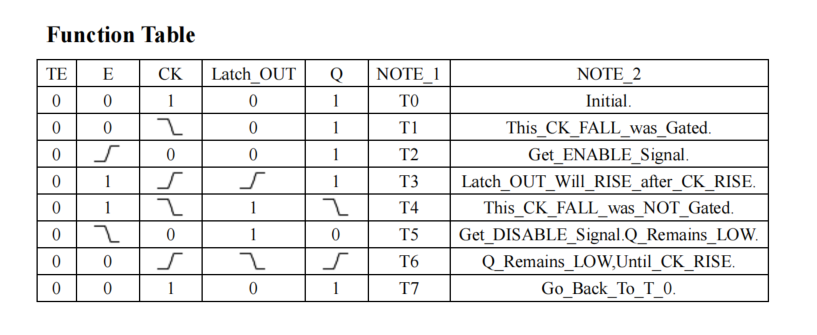 Function Table
TE E CK Latch_OUT Q NOTE_1 NOTE_2
0 0 1 0 1 T0 Initial.
0 0 0 1 T1 This_CK_FALL_was_Gated.
0 0 0 1 T2 Get_ENABLE_Signal.
0 1 1 T3 Latch_OUT_Will_RISE_after_CK_RISE.
0 1 1 T4 This_CK_FALL_was_NOT_Gated.
0 0 1 0 T5 Get_DISABLE_Signal.Q_Remains_LOW.
0 0 T6 Q_Remains_LOW,Until_CK_RISE.
0 0 1 0 1 T7 Go_Back_To_T_0.